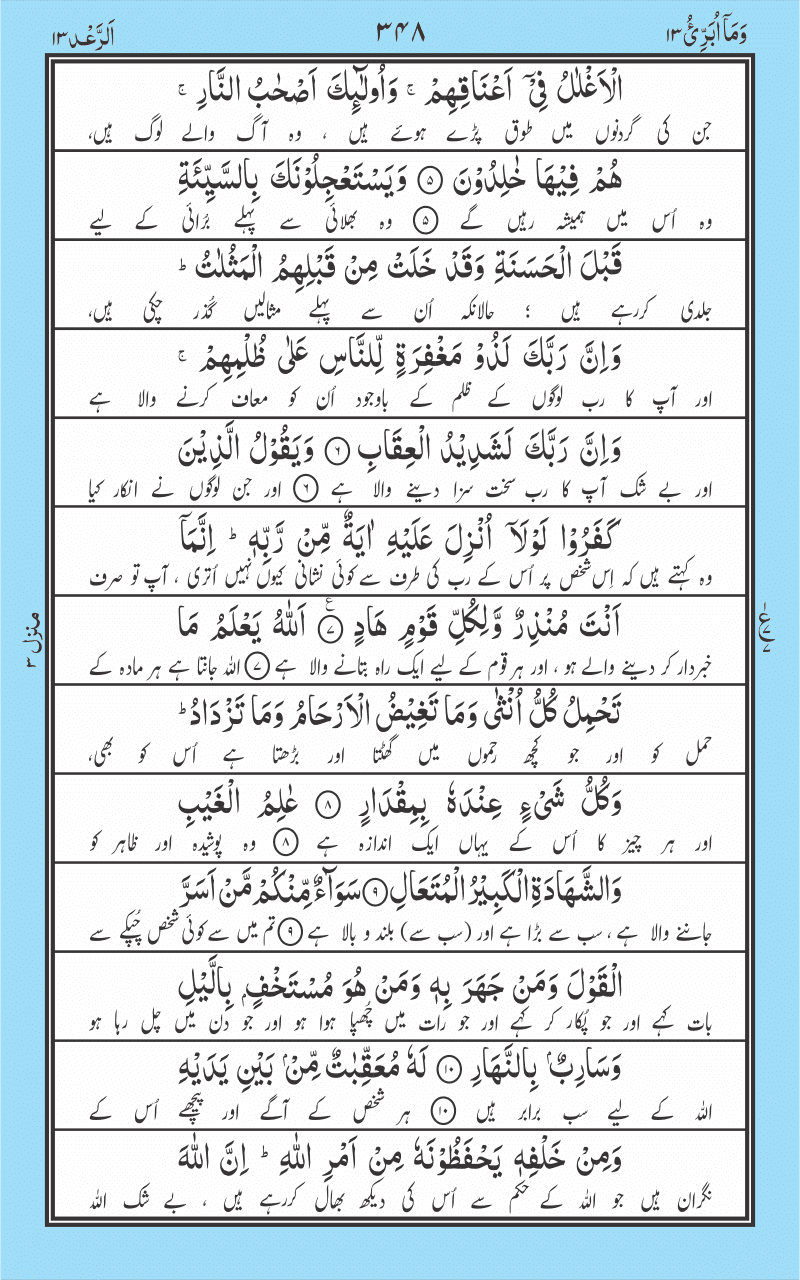 وَمَآ اُبَرِّئُ ١٣
٣٤٨
اَلرَّعْد ١٣
الْاَغْلٰلُ فِیْۤ اَعْنَاقِهِمْ ۚ وَاُولٰٓئِكَ اَصْحٰبُ النَّارِ ۚ
جن کی گردنوں میں طوق پڑے ہوئے ہیں ، وہ آگ والے لوگ ہیں،
هُمْ فِيْهَا خٰلِدُوْنَ ۝۵ وَيَسْتَعْجِلُوْنَكَ بِالسَّيِّئَةِ
وہ اُس میں ہمیشہ رہیں گے ۝۵ وہ بھلائی سے پہلے بُرائی کے لیے
قَبْلَ الْحَسَنَةِ وَقَدْ خَلَتْ مِنْ قَبْلِهِمُ الْمَثُلٰتُ ؕ
جلدی کررہے ہیں ؛ حالانکہ اُن سے پہلے مثالیں گذر چکی ہیں،
وَاِنَّ رَبَّكَ لَذُوْ مَغْفِرَةٍ لِّلنَّاسِ عَلٰی ظُلْمِهِمْ ۚ
اور آپ کا رب لوگوں کے ظلم کے باوجود اُن کو معاف کرنے والا ہے
وَاِنَّ رَبَّكَ لَشَدِيْدُ الْعِقَابِ ۝۶ وَيَقُوْلُ الَّذِيْنَ
اور بے شک آپ کا رب سخت سزا دینے والا ہے ۝۶ اور جن لوگوں نے انکار کیا
كَفَرُوْا لَوْلَاۤ اُنْزِلَ عَلَيْهِ اٰيَةٌ مِّنْ رَّبِّهٖ ؕ اِنَّمَاۤ
وہ کہتے ہیں کہ اِس شخص پر اُس کے رب کی طرف سے کوئی نشانی کیوں نہیں اُتری ، آپ تو صرف
اَنْتَ مُنْذِرٌ وَّلِكُلِّ قَوْمٍ هَادٍ ۝۷ اَللّٰهُ يَعْلَمُ مَا
خبردار کر دینے والے ہو ، اور ہر قوم کے لیے ایک راہ بتانے والا ہے ۝۷ اللہ جانتا ہے ہر مادہ کے
تَحْمِلُ كُلُّ اُنْثٰی وَمَا تَغِيْضُ الْاَرْحَامُ وَمَا تَزْدَادُ ؕ
حمل کو اور جو کچھ رحموں میں گھٹتا اور بڑھتا ہے اُس کو بھی،
وَكُلُّ شَیْءٍ عِنْدَهٗ بِمِقْدَارٍ ۝۸ عٰلِمُ الْغَيْبِ
اور ہر چیز کا اُس کے یہاں ایک اندازہ ہے ۝۸ وہ پوشیدہ اور ظاہر کو
وَالشَّهَادَةِ الْكَبِيْرُ الْمُتَعَالِ ۝۹ سَوَآءٌ مِّنْكُمْ مَّنْ اَسَرَّ
جاننے والا ہے ، سب سے بڑا ہے اور (سب سے) بلند و بالا ہے ۝۹ تم میں سے کوئی شخص چُپکے سے
الْقَوْلَ وَمَنْ جَهَرَ بِهٖ وَمَنْ هُوَ مُسْتَخْفٍۭ بِالَّيْلِ
بات کہے اور جو پُکار کر کہے اور جو رات میں چُھپا ہوا ہو اور جو دن میں چل رہا ہو
وَسَارِبٌۢ بِالنَّهَارِ ۝۱۰ لَهٗ مُعَقِّبٰتٌ مِّنْۢ بَيْنِ يَدَيْهِ
اللہ کے لیے سب برابر ہیں ۝۱۰ ہر شخص کے آگے اور پیچھے اُس کے
وَمِنْ خَلْفِهٖ يَحْفَظُوْنَهٗ مِنْ اَمْرِ اللّٰهِ ؕ اِنَّ اللّٰهَ
نگران ہیں جو اللہ کے حکم سے اُس کی دیکھ بھال کررہے ہیں ، بے شک اللہ
منزل ٣
ع
٧
٧